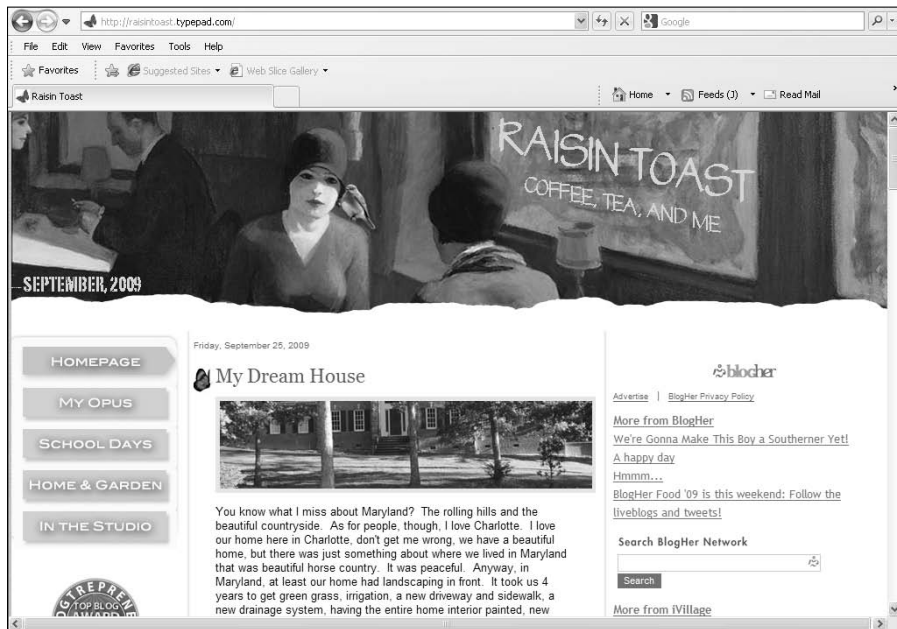 http://raisintoast.typepad.com/
Google
File Edit View Favorites Tools Help
Favorites Suggested Sites Web Slice Gallery
Raisin Toast
Home Feeds (J) Read Mail
RAISIN TOAST
COFFEE, TEA, AND ME
SEPTEMBER, 2009
HOMEPAGE
MY OPUS
SCHOOL DAYS
HOME & GARDEN
IN THE STUDIO
TOP BLOG
Friday, September 25, 2009
My Dream House
You know what I miss about Maryland? The rolling hills and the
beautiful countryside. As for people, though, I love Charlotte. I love
our home here in Charlotte, don't get me wrong, we have a beautiful
home, but there was just something about where we lived in Maryland
that was beautiful horse country. It was peaceful. Anyway, in
Maryland, at least our home had landscaping in front. It took us 4
years to get green grass, irrigation, a new driveway and sidewalk, a
new drainage system, having the entire home interior painted, new
blogher
Advertise | BlogHer Privacy Policy
More from BlogHer
We're Gonna Make This Boy a Southerner Yet!
A happy day
Hmmm...
BlogHer Food '09 is this weekend: Follow the
liveblogs and tweets!
Search BlogHer Network
Search
More from iVillage